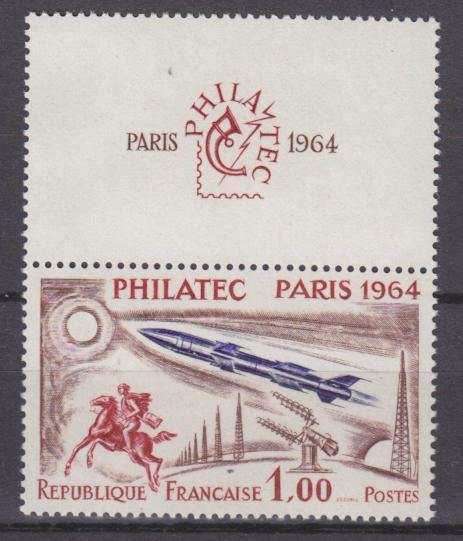 PHILATEC
PARIS 1964
PHILATEC PARIS 1964
REPUBLIQUE FRANCAISE 1,00 POSTES